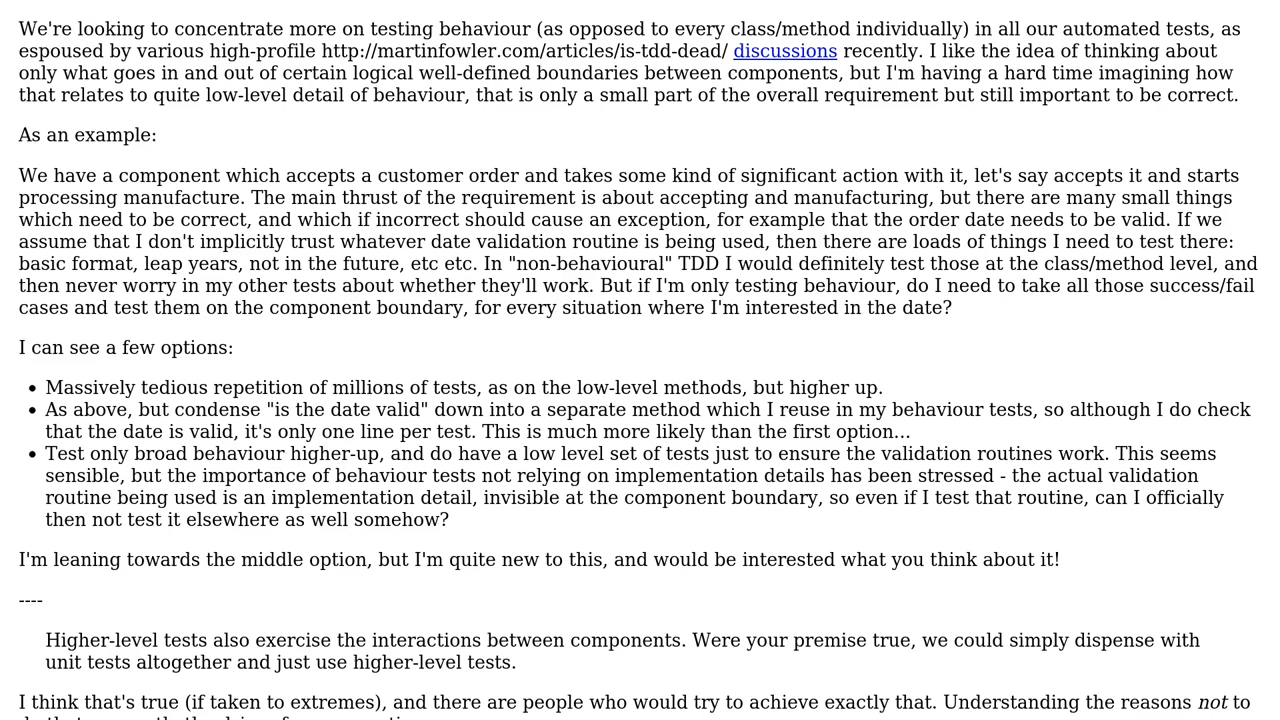 We're looking to concentrate more on testing behaviour (as opposed to every class/method individually) in all our automated tests, as
espoused by various high-profile http://martinfowler.com/articles/is-tdd-dead/ discussions recently. I like the idea of thinking about
only what goes in and out of certain logical well-defined boundaries between components, but I'm having a hard time imagining how
that relates to quite low-level detail of behaviour, that is only a small part of the overall requirement but still important to be correct.
As an example:
We have a component which accepts a customer order and takes some kind of significant action with it, let's say accepts it and starts
processing manufacture. The main thrust of the requirement is about accepting and manufacturing, but there are many small things
which need to be correct, and which if incorrect should cause an exception, for example that the order date needs to be valid. If we
assume that I don't implicitly trust whatever date validation routine is being used, then there are loads of things I need to test there:
basic format, leap years, not in the future, etc etc. In "non-behavioural" TDD I would definitely test those at the class/method level, and
then never worry in my other tests about whether they'll work. But if I'm only testing behaviour, do I need to take all those success/fail
cases and test them on the component boundary, for every situation where I'm interested in the date?
I can see a few options:
• Massively tedious repetition of millions of tests, as on the low-level methods, but higher up.
• As above, but condense "is the date valid" down into a separate method which I reuse in my behaviour tests, so although I do check
that the date is valid, it's only one line per test. This is much more likely than the first option...
• Test only broad behaviour higher-up, and do have a low level set of tests just to ensure the validation routines work. This seems
sensible, but the importance of behaviour tests not relying on implementation details has been stressed - the actual validation
routine being used is an implementation detail, invisible at the component boundary, so even if I test that routine, can I officially
then not test it elsewhere as well somehow?
I'm leaning towards the middle option, but I'm quite new to this, and would be interested what you think about it!
----
Higher-level tests also exercise the interactions between components. Were your premise true, we could simply dispense with
unit tests altogether and just use higher-level tests.
I think that's true (if taken to extremes), and there are people who would try to achieve exactly that. Understanding the reasons not to